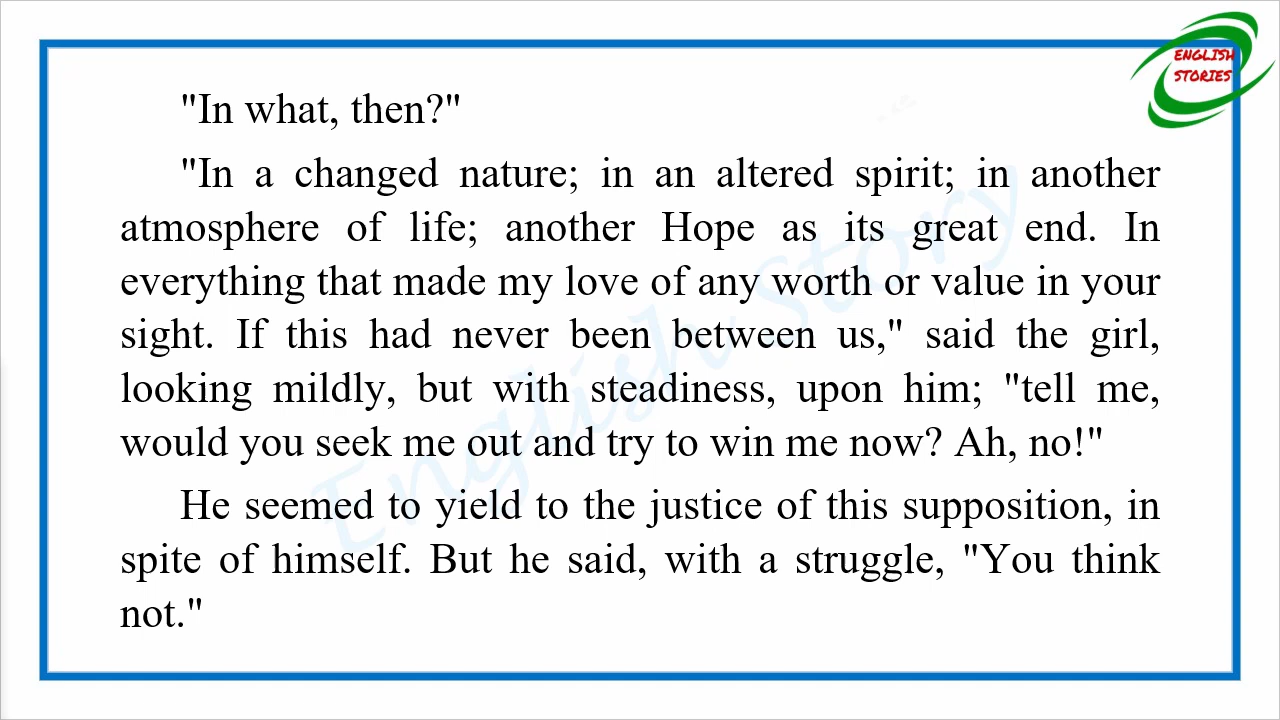 ENGLISH
STORIES
"In what, then?"
"In a changed nature; in an altered spirit; in another
atmosphere of life; another Hope as its great end. In
everything that made my love of any worth or value in your
sight. If this had never been between us," said the girl,
looking mildly, but with steadiness, upon him; "tell me,
would you seek me out and try to win me now? Ah, no!"
He seemed to yield to the justice of this supposition, in
spite of himself. But he said, with a struggle, "You think
not."
English Story